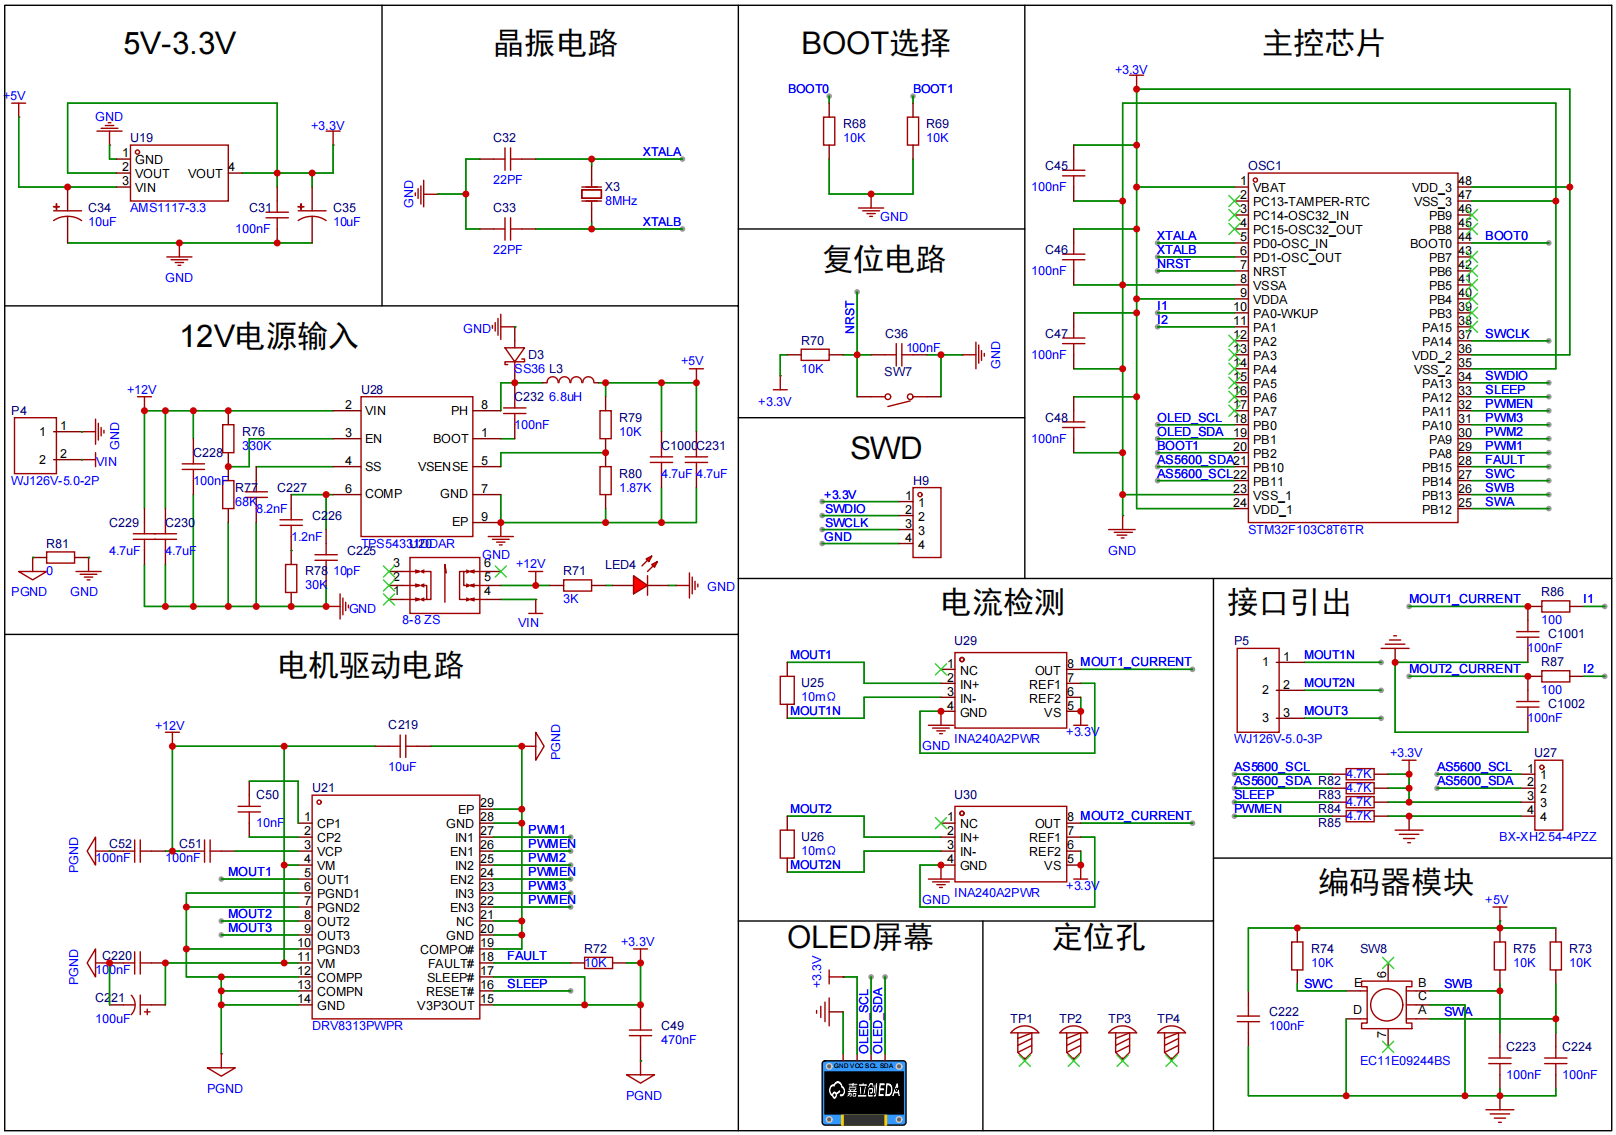 5V-3.3V
+5V
GND
+3.3V
U19
1 GND
2 VOUT
3 VIN
VOUT 4
AMS1117-3.3
C34
10uF
C31
100nF
C35
10uF
GND
晶振电路
C32
22PF
C33
22PF
GND
X3
8MHz
XTALA
XTALB
BOOT选择
BOOT0
BOOT1
R68
10K
R69
10K
GND
复位电路
NRST
R70
10K
C36
100nF
SW7
GND
+3.3V
SWD
H9
+3.3V 1 1
SWDIO 2 2
SWCLK 3 3
GND 4 4
主控芯片
+3.3V
C45
100nF
C46
100nF
C47
100nF
C48
100nF
GND
OSC1
1 VBAT
2 PC13-TAMPER-RTC
3 PC14-OSC32_IN
4 PC15-OSC32_OUT
XTALA 5 PD0-OSC_IN
XTALB 6 PD1-OSC_OUT
NRST 7 NRST
8 VSSA
9 VDDA
I1 10 PA0-WKUP
I2 11 PA1
12 PA2
13 PA3
14 PA4
15 PA5
16 PA6
17 PA7
OLED_SCL 18 PB0
OLED_SDA 19 PB1
BOOT1 20 PB2
AS5600_SDA 21 PB10
AS5600_SCL 22 PB11
23 VSS_1
24 VDD_1
VDD_3 48
VSS_3 47
PB9 46
PB8 45
BOOT0 44 BOOT0
PB7 43
PB6 42
PB5 41
PB4 40
PB3 39
PA15 38
PA14 37 SWCLK
VDD_2 36
VSS_2 35
PA13 34 SWDIO
PA12 33 SLEEP
PA11 32 PWMEN
PA10 31 PWM3
PA9 30 PWM2
PA8 29 PWM1
PB15 28 FAULT
PB14 27 SWC
PB13 26 SWB
PB12 25 SWA
STM32F103C8T6TR
12V电源输入
P4
1 1
2 2
GND
VIN
WJ126V-5.0-2P
+12V
C229
4.7uF
C230
4.7uF
C228
100nF
R76
330K
R77
68K
8.2nF
C227
1.2nF
C226
R78
30K
C225
10pF
GND
R81
0
PGND
GND
U28
2 VIN
3 EN
4 SS
6 COMP
PH 8
BOOT 1
VSENSE 5
GND 7
EP 9
GND
D3
SS36
L3
6.8uH
C232
100nF
+5V
R79
10K
R80
1.87K
C1000
4.7uF
C231
4.7uF
GND
3
2
1
6
5
4
8-8 ZS
+12V
VIN
R71
3K
LED4
GND
电机驱动电路
+12V
C219
10uF
PGND
C50
10nF
C52
100nF
C51
100nF
PGND
U21
1 CP1
2 CP2
3 VCP
4 VM
MOUT1 5 OUT1
6 PGND1
7 PGND2
MOUT2 8 OUT2
MOUT3 9 OUT3
10 PGND3
11 VM
12 COMPP
13 COMPN
14 GND
EP 29
GND 28
IN1 27 PWM1
EN1 26 PWMEN
IN2 25 PWM2
EN2 24 PWMEN
IN3 23 PWM3
EN3 22 PWMEN
NC 21
GND 20
COMPO# 19
FAULT# 18 FAULT
SLEEP# 17
RESET# 16 SLEEP
V3P3OUT 15
DRV8313PWPR
PGND
C220
100nF
C221
100uF
PGND
R72
10K
+3.3V
C49
470nF
PGND
电流检测
MOUT1
U25
10mΩ
MOUT1N
U29
1 NC
2 IN+
3 IN-
4 GND
OUT 8 MOUT1_CURRENT
REF1 7
REF2 6
VS 5
+3.3V
GND
INA240A2PWR
MOUT2
U26
10mΩ
MOUT2N
U30
1 NC
2 IN+
3 IN-
4 GND
OUT 8 MOUT2_CURRENT
REF1 7
REF2 6
VS 5
+3.3V
GND
INA240A2PWR
接口引出
P5
1 1 MOUT1N
2 2 MOUT2N
3 3 MOUT3
WJ126V-5.0-3P
MOUT1_CURRENT
R86
100
I1
C1001
100nF
MOUT2_CURRENT
R87
100
I2
C1002
100nF
+3.3V
AS5600_SCL 4.7K
AS5600_SDA R82 4.7K
SLEEP R83 4.7K
PWMEN R84 4.7K
R85
U27
AS5600_SCL 1 1
AS5600_SDA 2 2
3 3
4 4
BX-XH2.54-4PZZ
OLED屏幕
+3.3V
OLED_SCL
OLED_SDA
GND VCC SCL SDA
嘉立创EDA
定位孔
TP1
TP2
TP3
TP4
编码器模块
+5V
R74
10K
SW8
R75
10K
R73
10K
SWC
E
D
6
7
B
C
A
SWB
SWA
EC11E09244BS
C222
100nF
C223
100nF
C224
100nF